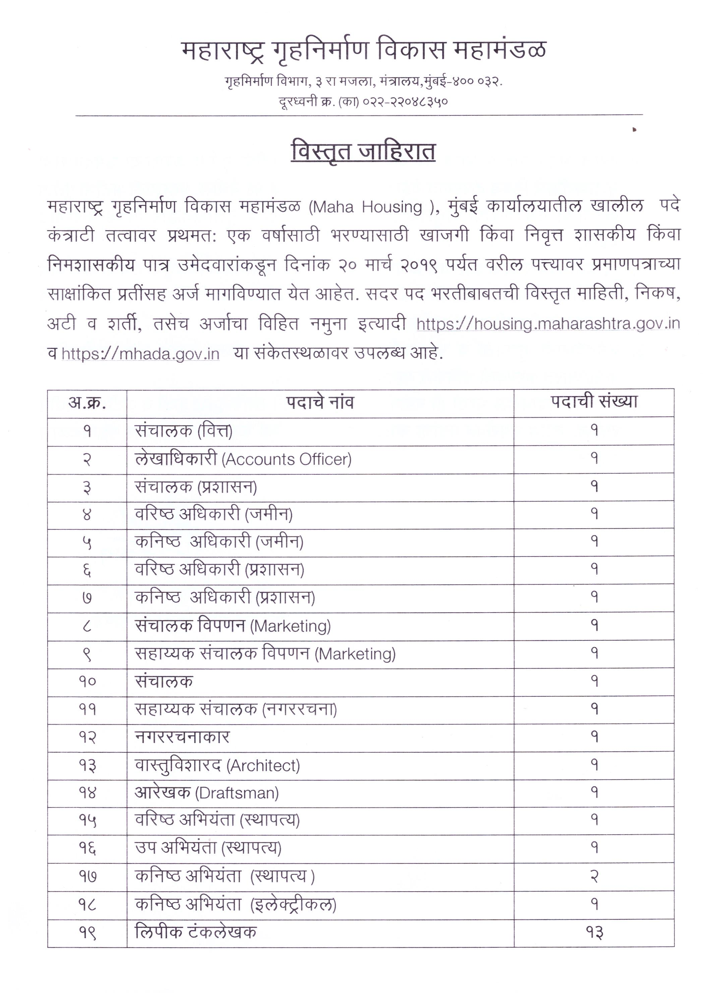 महाराष्ट्र गृहनिर्माण विकास महामंडळ
गृहमिर्माण विभाग, ३ रा मजला, मंत्रालय,मुंबई-४०० ०३२.
दूरध्वनी क्र. (का) ०२२-२२०४८३५०
विस्तृत जाहिरात
महाराष्ट्र गृहनिर्माण विकास महामंडळ (Maha Housing ), मुंबई कार्यालयातील खालील पदे
कंत्राटी तत्वावर प्रथमत: एक वर्षासाठी भरण्यासाठी खाजगी किंवा निवृत्त शासकीय किंवा
निमशासकीय पात्र उमेदवारांकडून दिनांक २० मार्च २०१९ पर्यत वरील पत्त्यावर प्रमाणपत्राच्या
साक्षांकित प्रतींसह अर्ज मागविण्यात येत आहेत. सदर पद भरतीबाबतची विस्तृत माहिती, निकष,
अटी व शर्ती, तसेच अर्जाचा विहित नमुना इत्यादी https://housing.maharashtra.gov.in
व https://mhada.gov.in या संकेतस्थळावर उपलब्ध आहे.
अ.क्र. पदाचे नांव पदाची संख्या
१ संचालक (वित्त) १
२ लेखाधिकारी (Accounts Officer) १
३ संचालक (प्रशासन) १
४ वरिष्ठ अधिकारी (जमीन) १
५ कनिष्ठ अधिकारी (जमीन) १
६ वरिष्ठ अधिकारी (प्रशासन) १
७ कनिष्ठ अधिकारी (प्रशासन) १
८ संचालक विपणन (Marketing) १
९ सहाय्यक संचालक विपणन (Marketing) १
१० संचालक १
११ सहाय्यक संचालक (नगररचना) १
१२ नगररचनाकार १
१३ वास्तुविशारद (Architect) १
१४ आरेखक (Draftsman) १
१५ वरिष्ठ अभियंता (स्थापत्य) १
१६ उप अभियंता (स्थापत्य) १
१७ कनिष्ठ अभियंता (स्थापत्य ) २
१८ कनिष्ठ अभियंता (इलेक्ट्रीकल) १
१९ लिपीक टंकलेखक १३